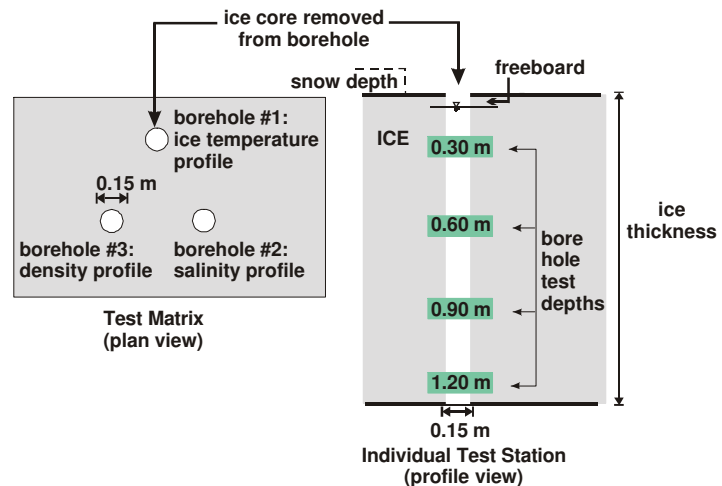 ice core removed
from borehole
snow depth
freeboard
borehole #1:
ice temperature
profile
0.15 m
borehole #3:
density profile
borehole #2:
salinity profile
Test Matrix
(plan view)
ICE
0.30 m
0.60 m
0.90 m
1.20 m
bore
hole
test
depths
ice
thickness
0.15 m
Individual Test Station
(profile view)